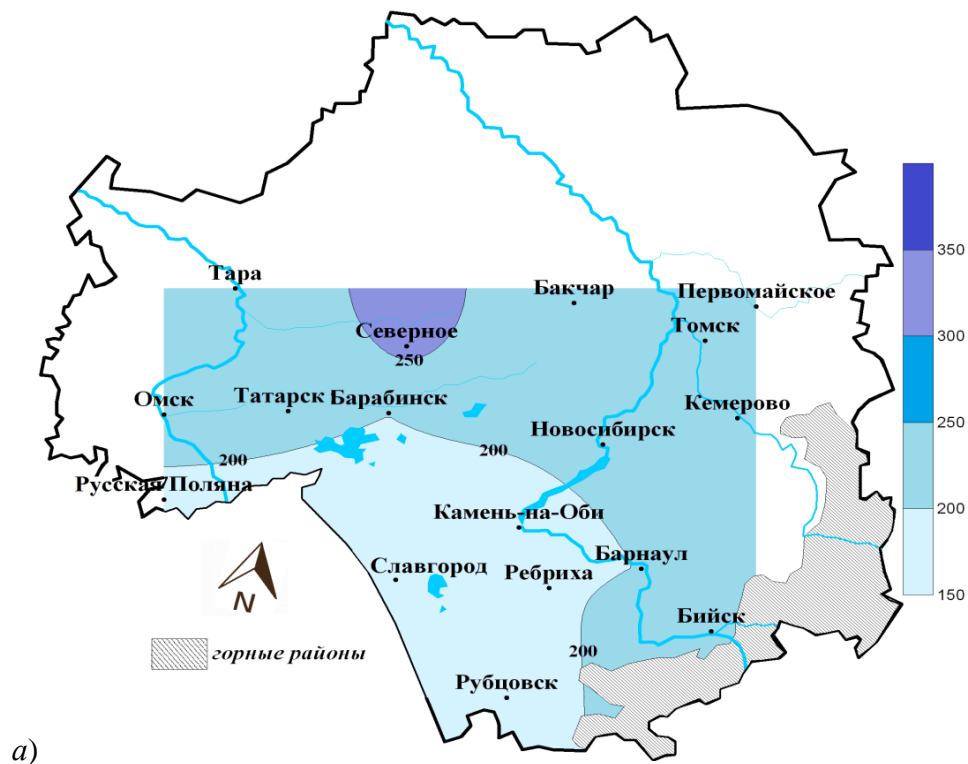 Тара
Бакчар
Первомайское
Северное
Томск
250
Омск
Татарск
Барабинск
Кемерово
Новосибирск
200
200
Русская Поляна
Камень-на-Оби
Славгород
Ребриха
Барнаул
Бийск
N
горные районы
200
Рубцовск
350
300
250
200
150
а)